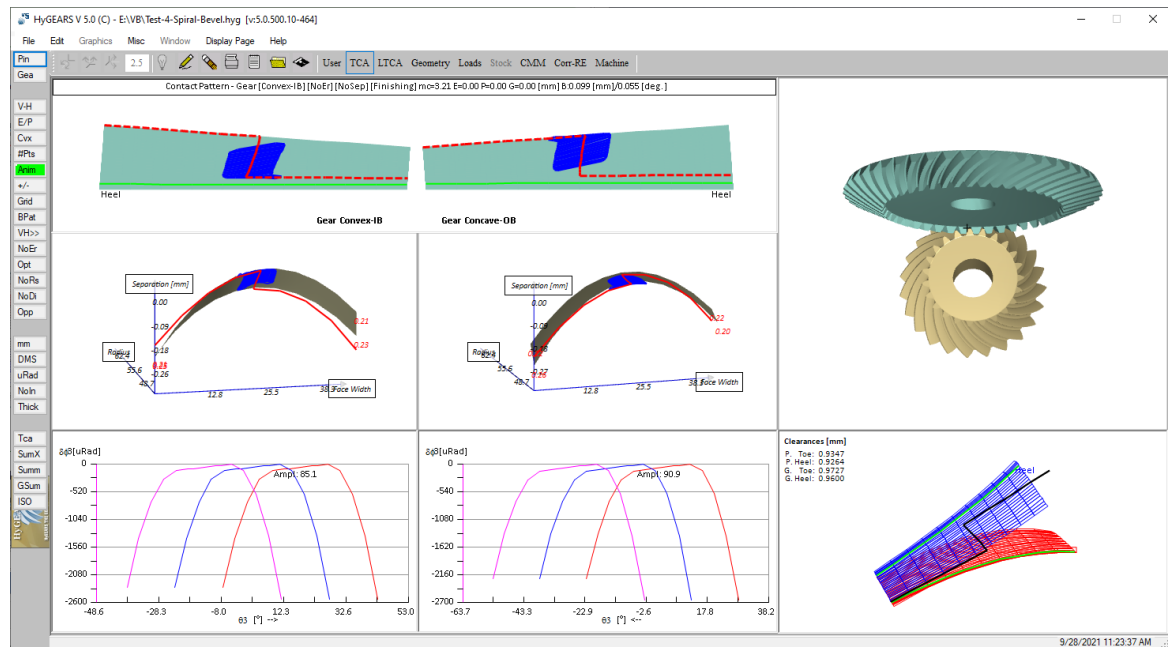 HyGEARS V 5.0 (C) - E:\VB\Test-4-Spiral-Bevel.hyg [v:5.0.500.10-464]
File Edit Graphics Misc Window Display Page Help
Pin
Gea
2.5 User TCA LTCA Geometry Loads Stock CMM Corr-RE Machine
V-H
E/P
Cvx
#Pts
Anim
+/-
Grid
BPat
VH>>
NoEr
Opt
NoRs
NoDi
Opp
mm
DMS
uRad
NoIn
Thick
Tca
SumX
Summ
GSum
ISO
Contact Pattern - Gear [Convex-IB] [NoEr] [NoSep] [Finishing] mc=3.21 E=0.00 P=0.00 G=0.00 [mm] B:0.099 [mm]/0.055 [deg.]
Heel
Heel
Gear Convex-IB Gear Concave-OB
Separation [mm]
0.00
-0.09
-0.18
-0.26
0.21
0.23
55.6
48.7
12.8
25.5
Face Width
Separation [mm]
0.00
-0.09
-0.27
0.20
55.6
48.7
12.8
25.5
Face Width
δϕ3[uRad]
Ampl: 85.1
0
-520
-1040
-1560
-2080
-2600
-48.6 -28.3 -8.0 12.3 32.6 53.0
θ3 [°] -->
δϕ3[uRad]
Ampl: 90.9
0
-540
-1080
-1620
-2160
-2700
-63.7 -43.3 -22.9 -2.6 17.8 38.2
θ3 [°] <--
Clearances [mm]
P. Toe: 0.9347
P. Heel: 0.9264
G. Toe: 0.9727
G. Heel: 0.9600
Heel
9/28/2021 11:23:37 AM